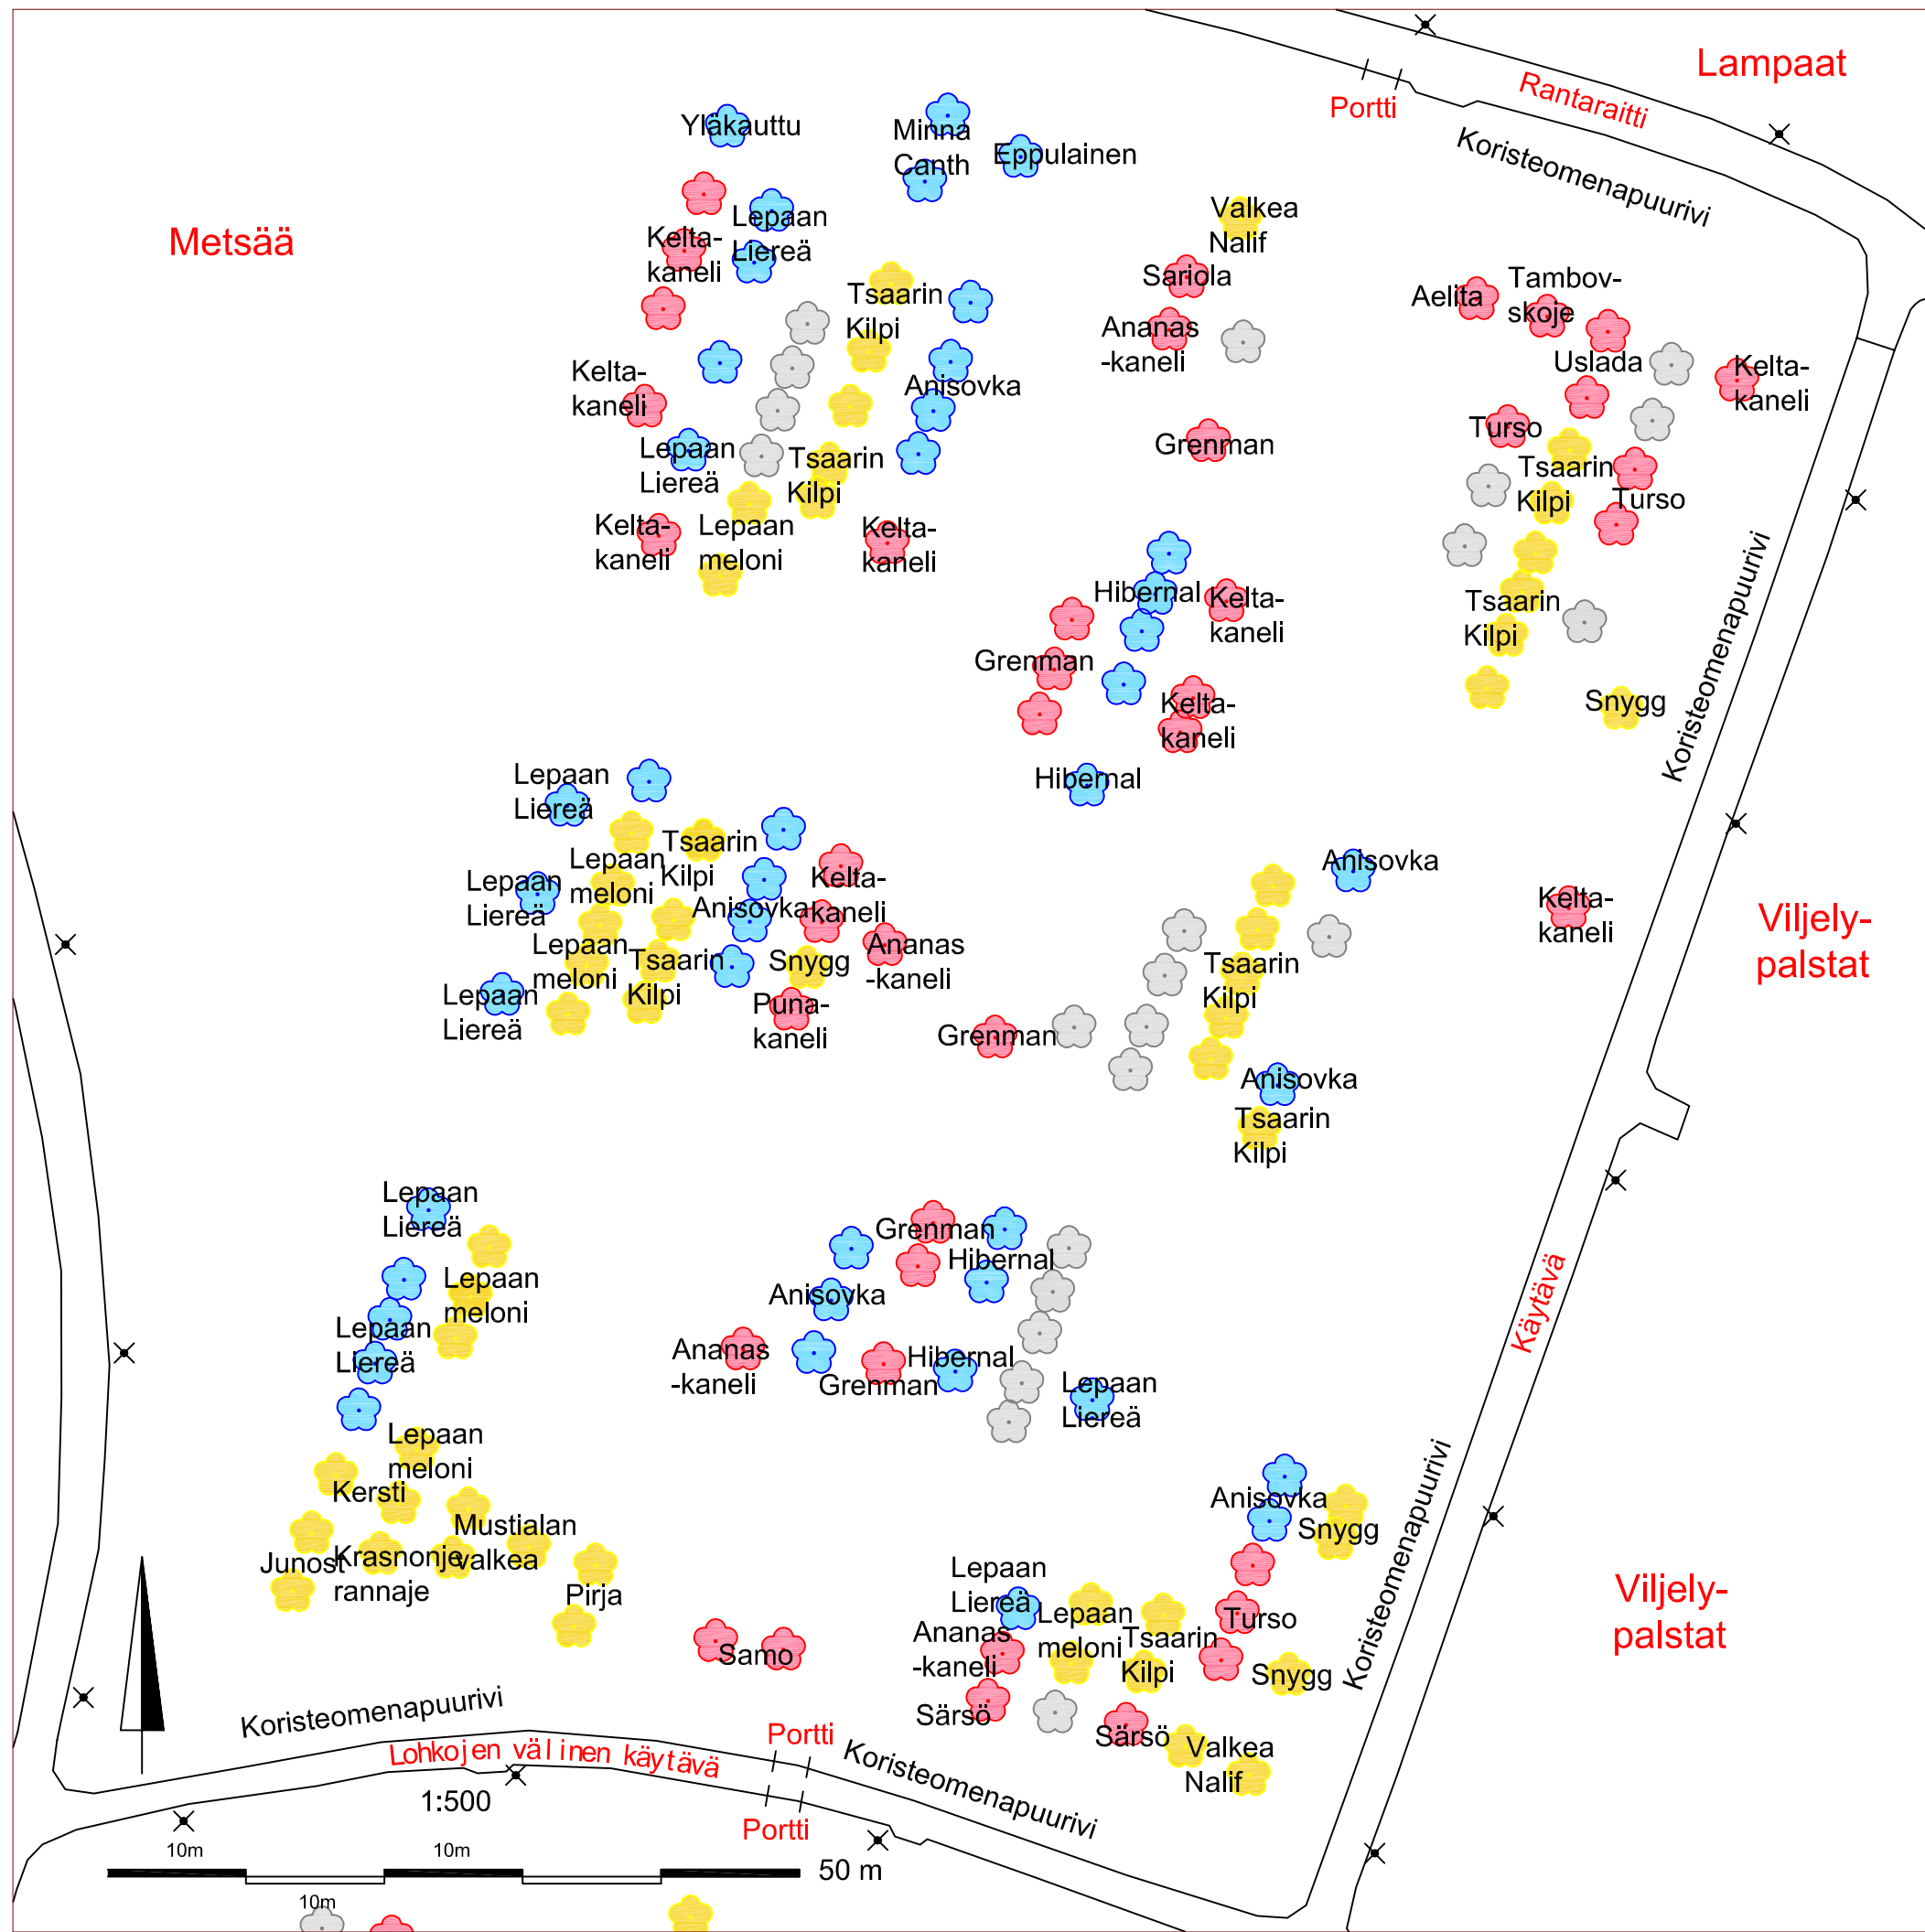 Lampaat
Rantaraitti
Portti
Koristeomenapuurivi
Yläkauttu
Minna
Canth
Eppulainen
Metsää
Kelta-
kaneli
Lepaan
Liereä
Valkea
Nalif
Sariola
Ananas
-kaneli
Tsaarin
Kilpi
Aelita
Tambov-
skoje
Uslada
Kelta-
kaneli
Kelta-
kaneli
Anisovka
Turso
Grenman
Lepaan
Liereä
Tsaarin
Kilpi
Tsaarin
Kilpi
Turso
Kelta-
kaneli
Lepaan
meloni
Kelta-
kaneli
Hibernal
Kelta-
kaneli
Tsaarin
Kilpi
Koristeomenapuurivi
Grenman
Kelta-
kaneli
Snygg
Hibernal
Lepaan
Liereä
Tsaarin
Kilpi
Lepaan
meloni
Kelta-
kaneli
Anisovka
Lepaan
Liereä
Anisovka
Kelta-
kaneli
Viljely-
palstat
Lepaan
meloni
Tsaarin
Kilpi
Snygg
Ananas
-kaneli
Tsaarin
Kilpi
Lepaan
Liereä
Puna-
kaneli
Grenman
Anisovka
Tsaarin
Kilpi
Lepaan
Liereä
Grenman
Hibernal
Lepaan
meloni
Anisovka
Käytävä
Lepaan
Liereä
Ananas
-kaneli
Grenman
Hibernal
Lepaan
Liereä
Lepaan
meloni
Kersti
Anisovka
Snygg
Koristeomenapuurivi
Mustialan
valkea
Junost
Krasnonje
rannaje
Pirja
Lepaan
Liereä
Lepaan
meloni
Turso
Viljely-
palstat
Ananas
-kaneli
Tsaarin
Kilpi
Samo
Snygg
Särsö
Särsö
Valkea
Nalif
Koristeomenapuurivi
Portti
Lohkojen välinen käytävä
Koristeomenapuurivi
1:500
Portti
10m
10m
50 m
10m